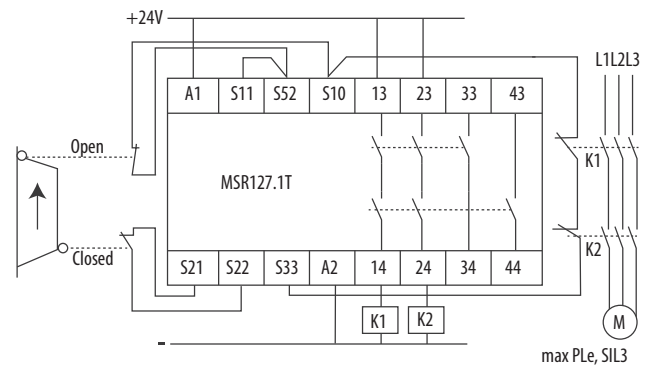 +24V
L1L2L3
A1 S11 S52 S10 13 23 33 43
Open
K1
MSR127.1T
K2
Closed
S21 S22 S33 A2 14 24 34 44
K1 K2
M
-
max PLe, SIL3